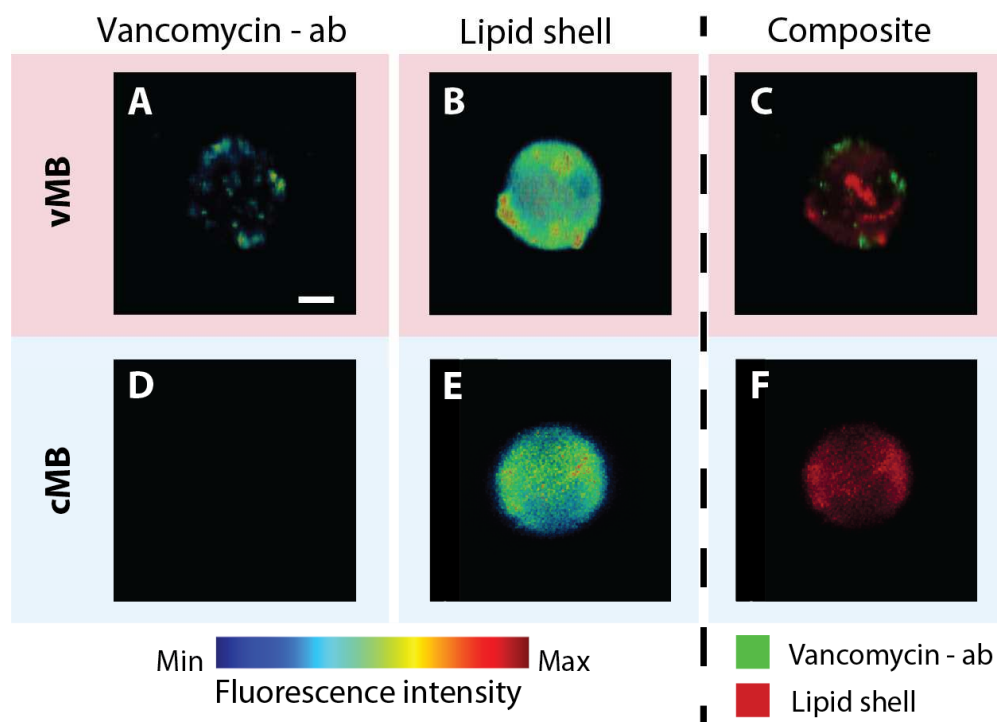 Vancomycin - ab
Lipid shell
Composite
vMB
A
B
C
cMB
D
E
F
Min
Max
Fluorescence intensity
Vancomycin - ab
Lipid shell